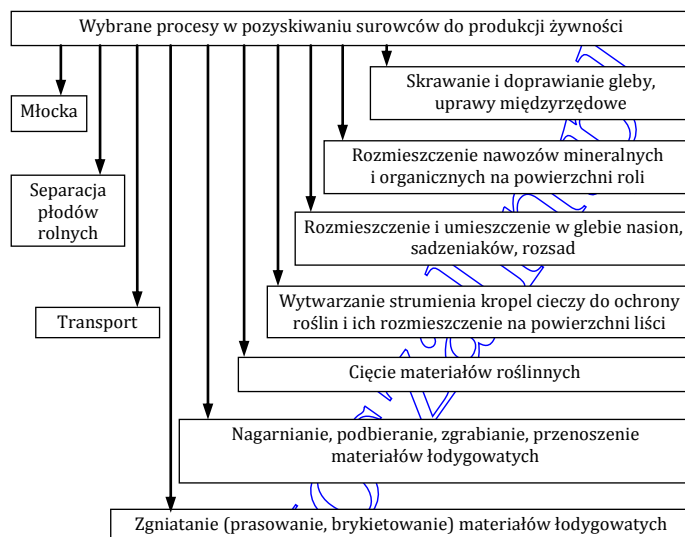 Wybrane procesy w pozyskiwaniu surowców do produkcji żywności
Skrawanie i doprawianie gleby,
uprawy międzyrzędowe
Młocka
Rozmieszczenie nawozów mineralnych
i organicznych na powierzchni roli
Separacja
płodów
rolnych
Rozmieszczenie i umieszczenie w glebie nasion,
sadzeniaków, rozsad
Wytwarzanie strumienia kropel cieczy do ochrony
roślin i ich rozmieszczenie na powierzchni liści
Transport
Cięcie materiałów roślinnych
Nagarnianie, podbieranie, zgrabianie, przenoszenie
materiałów łodygowatych
Zgniatanie (prasowanie, brykietowanie) materiałów łodygowatych